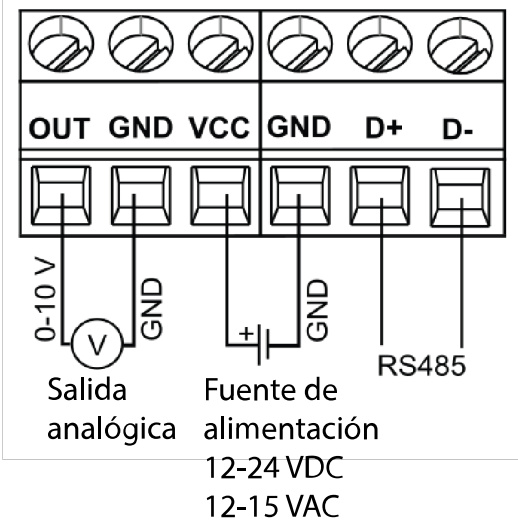 OUT GND VCC GND D+ D-
0-10 V
V
GND
+
GND
RS485
Salida
analógica
Fuente de
alimentación
12-24 VDC
12-15 VAC